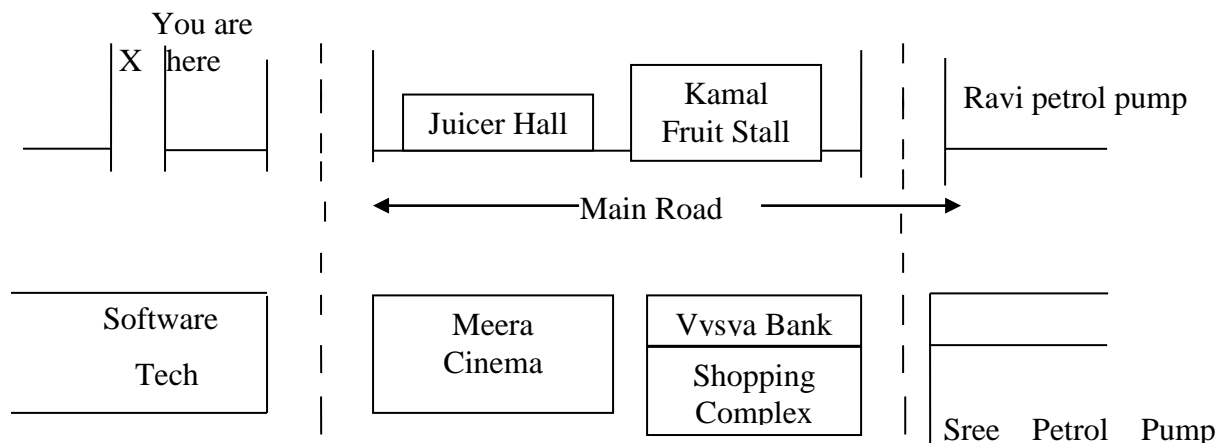 You are
X here
Juicer Hall
Kamal
Fruit Stall
Ravi petrol pump
Main Road
Software
Tech
Meera
Cinema
Vvsva Bank
Shopping
Complex
Sree Petrol Pump